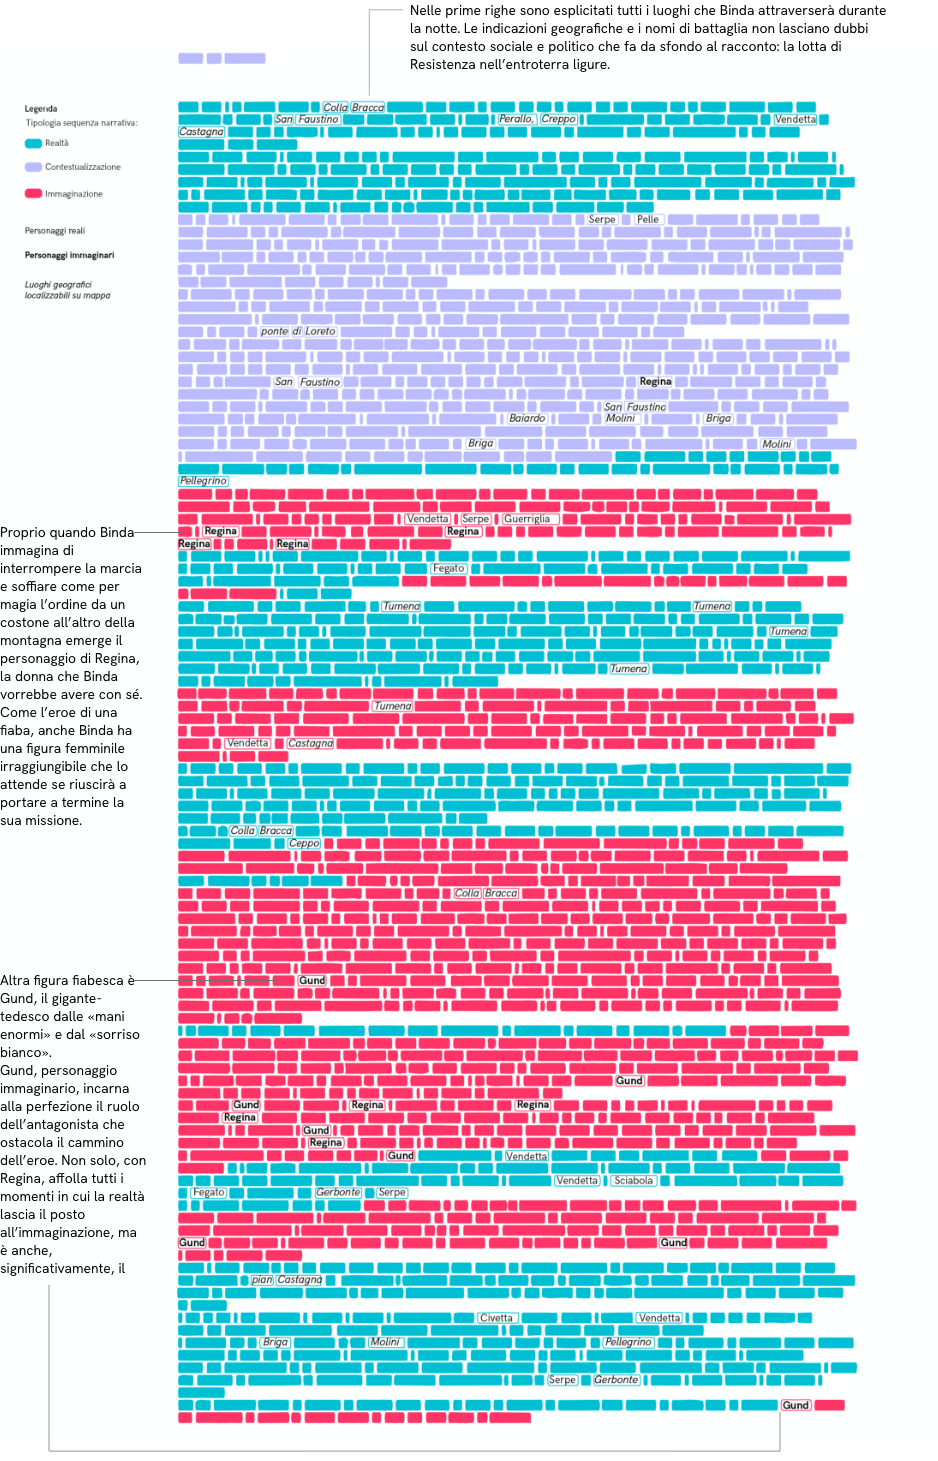 Nelle prime righe sono esplicitati tutti i luoghi che Binda attraverserà durante
la notte. Le indicazioni geografiche e i nomi di battaglia non lasciano dubbi
sul contesto sociale e politico che fa da sfondo al racconto: la lotta di
Resistenza nell’entroterra ligure.
Legenda
Tipologia sequenza narrativa:
Realtà
Contestualizzazione
Immaginazione
Personaggi reali
Personaggi immaginari
Luoghi geografici
localizzabili su mappa
Colla Bracca
San Faustino Perallo, Creppo Vendetta
Castagna
Serpe Pelle
ponte di Loreto
San Faustino Regina
San Faustino
Baiardo Molini Briga
Briga Molini
Pellegrino
Vendetta Serpe Guerriglia
Regina Regina
Regina Regina
Fegato
Tumena Tumena
Tumena
Tumena
Tumena
Vendetta Castagna
Colla Bracca
Ceppo
Colla Bracca
Gund
Gund
Gund Regina Regina
Regina
Gund
Regina
Gund Vendetta
Vendetta Sciabola
Fegato Gerbonte Serpe
Gund Gund
pian Castagna
Civetta Vendetta
Briga Molini Pellegrino
Serpe Gerbonte
Gund
Proprio quando Binda
immagina di
interrompere la marcia
e soffiare come per
magia l’ordine da un
costone all’altro della
montagna emerge il
personaggio di Regina,
la donna che Binda
vorrebbe avere con sé.
Come l’eroe di una
fiaba, anche Binda ha
una figura femminile
irraggiungibile che lo
attende se riuscirà a
portare a termine la
sua missione.
Altra figura fiabesca è
Gund, il gigante-
tedesco dalle «mani
enormi» e dal «sorriso
bianco».
Gund, personaggio
immaginario, incarna
alla perfezione il ruolo
dell’antagonista che
ostacola il cammino
dell’eroe. Non solo, con
Regina, affolla tutti i
momenti in cui la realtà
lascia il posto
all’immaginazione, ma
è anche,
significativamente, il